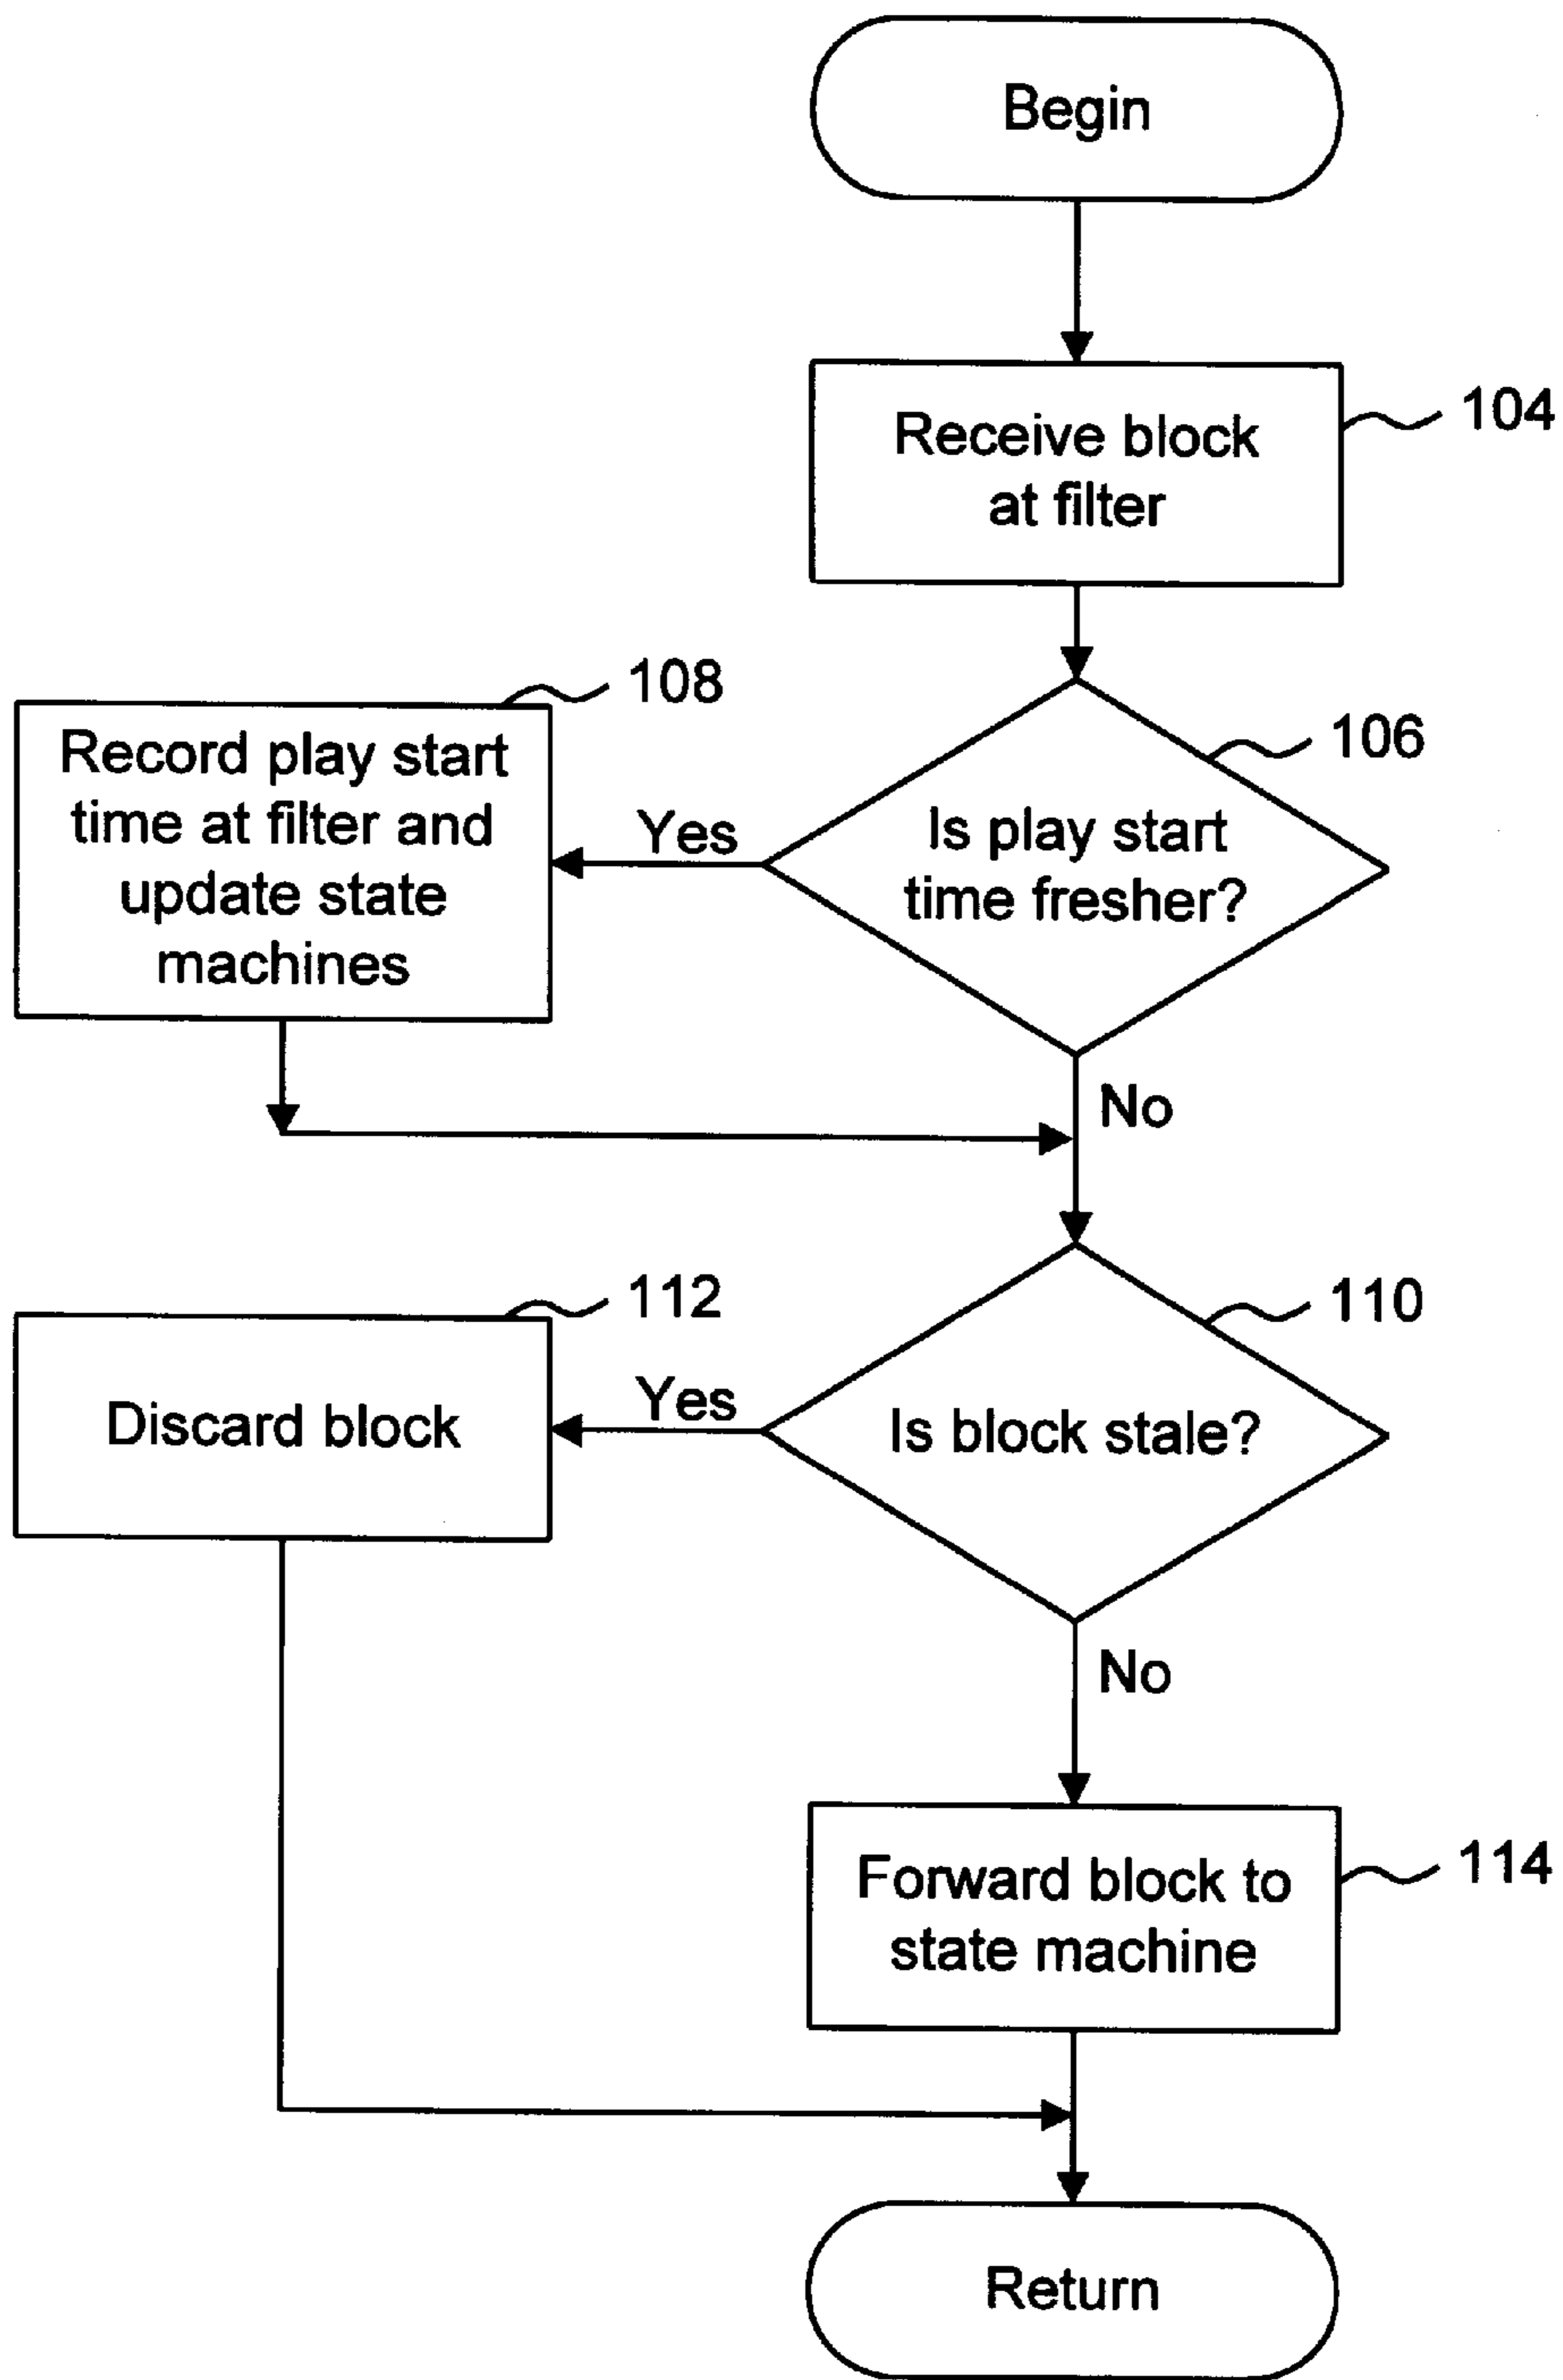 Begin
Receive block
at filter
104
Is play start
time fresher?
106
Yes
Record play start
time at filter and
update state
machines
108
No
Is block stale?
110
Yes
Discard block
112
No
Forward block to
state machine
114
Return